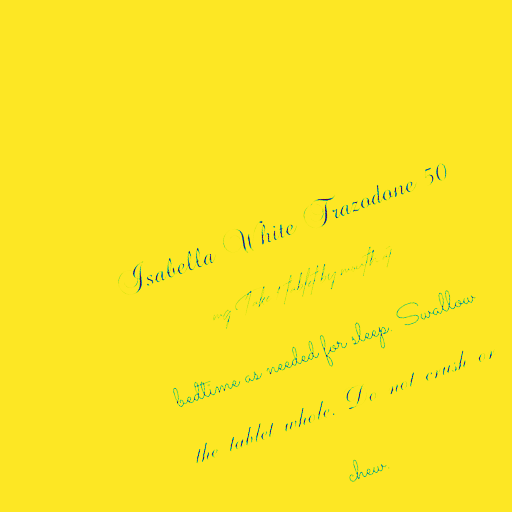 Isabella White Trazodone 50
mg Take 1 tablet by mouth at
bedtime as needed for sleep. Swallow
the tablet whole. Do not crush or
chew